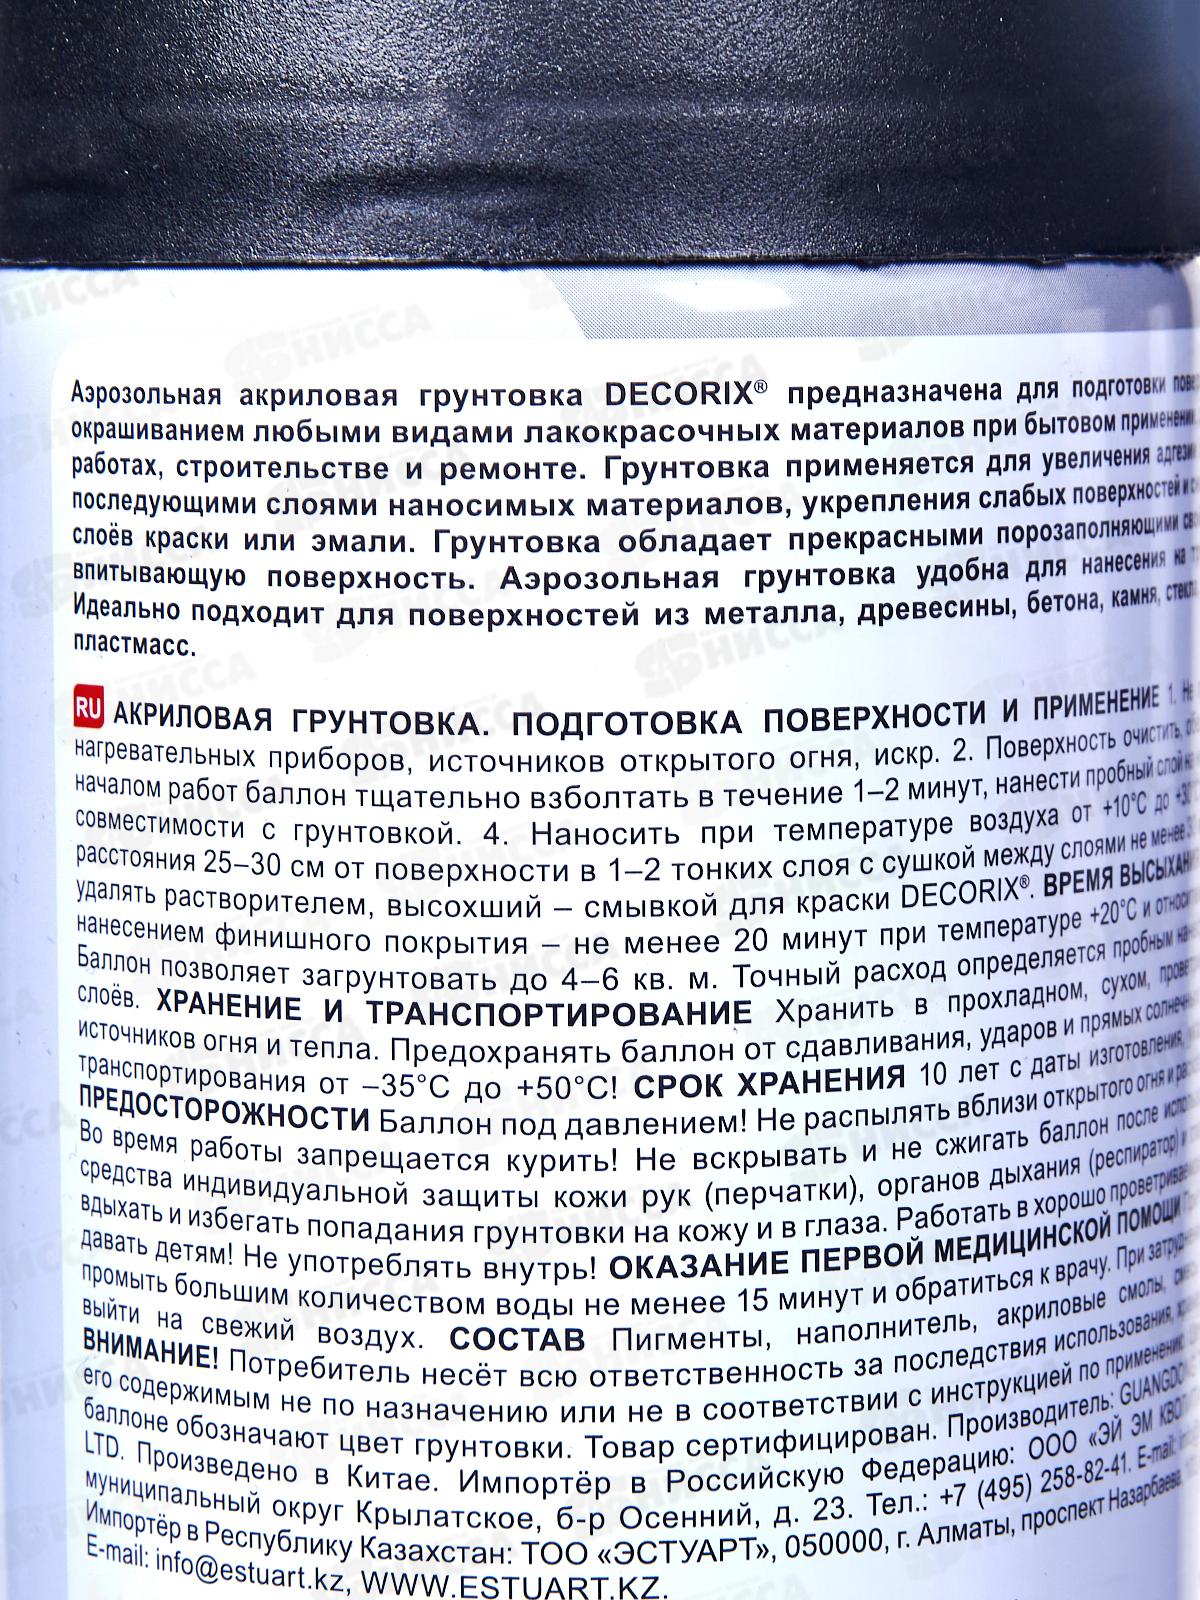 Аэрозольная акриловая грунтовка DECORIX® предназначена для подготовки
окрашиванием любыми видами лакокрасочных материалов при бытовом применении,
работах, строительстве и ремонте. Грунтовка применяется для увеличения адгезии
последующими слоями наносимых материалов, укрепления слабых поверхностей и
слоёв краски или эмали. Грунтовка обладает прекрасными порозаполняющими
впитывающую поверхность. Аэрозольная грунтовка удобна для нанесения на
Идеально подходит для поверхностей из металла, древесины, бетона, камня,
пластмасс.
RU АКРИЛОВАЯ ГРУНТОВКА. ПОДГОТОВКА ПОВЕРХНОСТИ И ПРИМЕНЕНИЕ 1. Не
нагревательных приборов, источников открытого огня, искр. 2. Поверхность очистить,
началом работ баллон тщательно взболтать в течение 1–2 минут, нанести пробный слой на
совместимости с грунтовкой. 4. Наносить при температуре воздуха от +10°C до +30°
расстояния 25–30 см от поверхности в 1–2 тонких слоя с сушкой между слоями не менее
удалять растворителем, высохший – смывкой для краски DECORIX®. ВРЕМЯ ВЫСЫХАНИЯ
нанесением финишного покрытия – не менее 20 минут при температуре +20°C и
Баллон позволяет загрунтовать до 4–6 кв. м. Точный расход определяется пробным
слоёв. ХРАНЕНИЕ И ТРАНСПОРТИРОВАНИЕ Хранить в прохладном, сухом,
источников огня и тепла. Предохранять баллон от сдавливания, ударов и прямых
транспортирования от –35°C до +50°C! СРОК ХРАНЕНИЯ 10 лет с даты изготовления,
ПРЕДОСТОРОЖНОСТИ Баллон под давлением! Не распылять вблизи открытого огня и
Во время работы запрещается курить! Не вскрывать и не сжигать баллон после
средства индивидуальной защиты кожи рук (перчатки), органов дыхания (респиратор) и
вдыхать и избегать попадания грунтовки на кожу и в глаза. Работать в хорошо
давать детям! Не употреблять внутрь! ОКАЗАНИЕ ПЕРВОЙ МЕДИЦИНСКОЙ ПОМОЩИ
промыть большим количеством воды не менее 15 минут и обратиться к врачу. При
выйти на свежий воздух. СОСТАВ Пигменты, наполнитель, акриловые смолы,
ВНИМАНИЕ! Потребитель несёт всю ответственность за последствия использования,
его содержимым не по назначению или не в соответствии с инструкцией по
баллоне обозначают цвет грунтовки. Товар сертифицирован. Производитель: GUANGDONG
LTD. Произведено в Китае. Импортёр в Российскую Федерацию: ООО «ЭЙ ЭМ
муниципальный округ Крылатское, б-р Осенний, д. 23. Тел.: +7 (495) 258-82-41. E-mail:
Импортёр в Республику Казахстан: ТОО «ЭСТУАРТ», 050000, г. Алматы, проспект Назарбаева,
E-mail: info@estuart.kz, WWW.ESTUART.KZ.